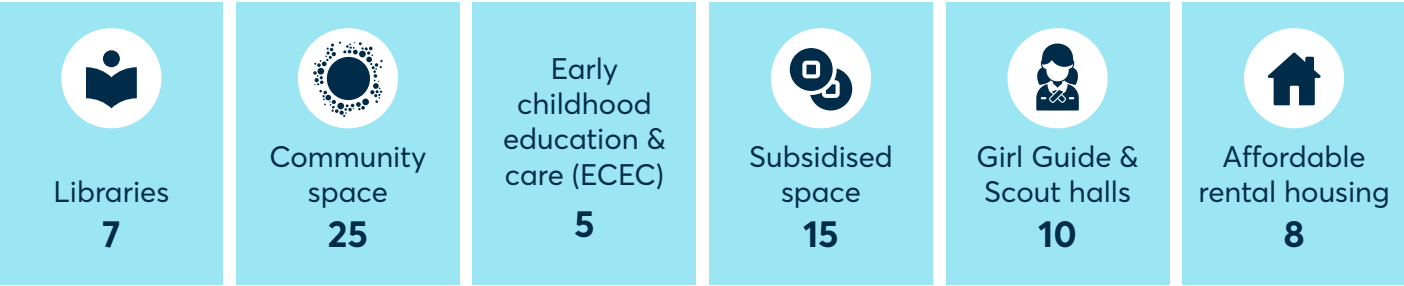 Libraries
7
Community
space
25
Early
childhood
education &
care (ECEC)
5
Subsidised
space
15
Girl Guide &
Scout halls
10
Affordable
rental housing
8